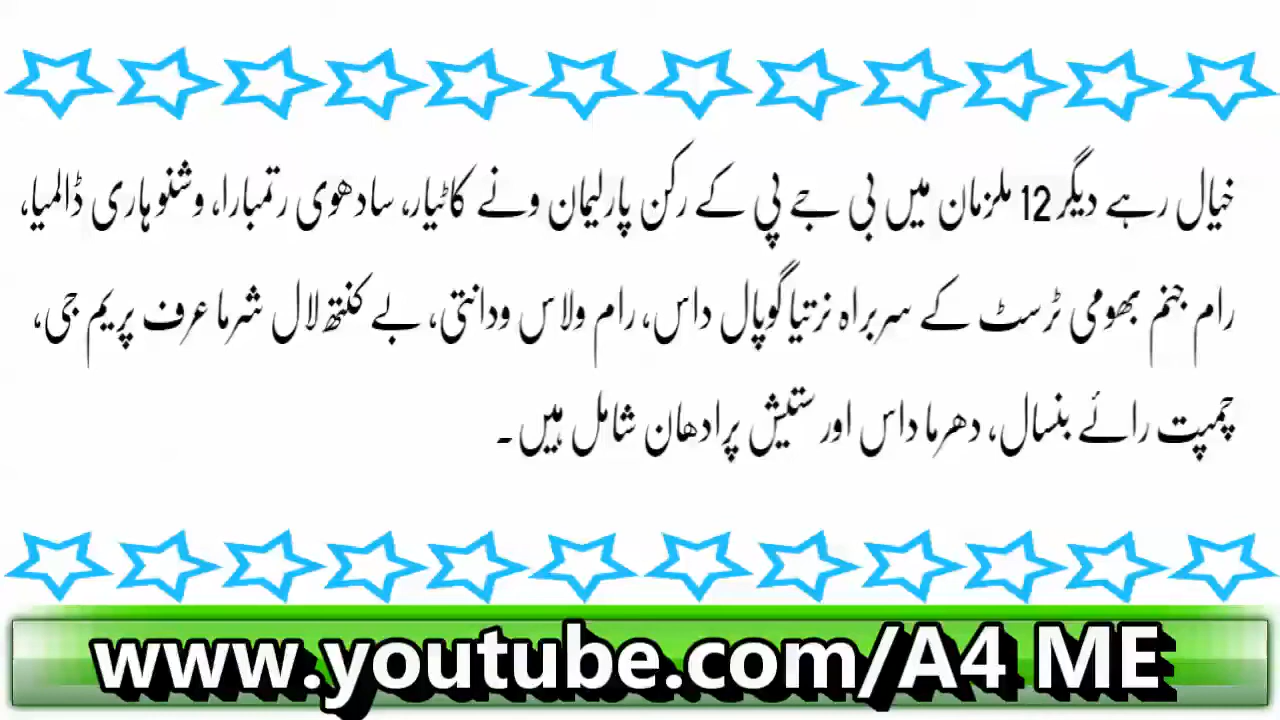 خیال رہے دیگر 12 ملزمان میں بی جے پی کے رکن پارلیمان ونے کاٹیار، سادھوی رتمبارا، وشنو ہاری ڈالمیا،
رام جنم بھومی ٹرسٹ کے سربراہ نرتیا گوپال داس، رام ولاس ودانتی، بے کنتھ لال شرما عرف پریم جی،
چمپت رائے بنسال، دھرما داس اور ستیش پرادھان شامل ہیں۔
www.youtube.com/A4 ME